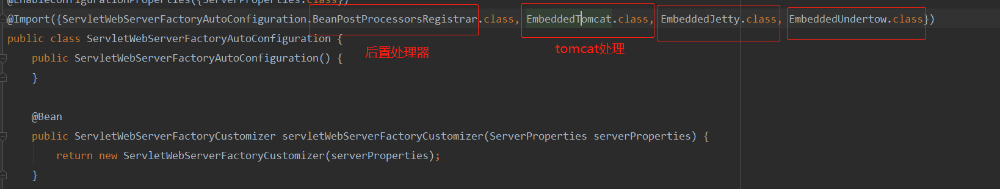 @EnableConfigurationProperties({ServerProperties.class})
@Import({ServletWebServerFactoryAutoConfiguration.BeanPostProcessorsRegistrar.class, EmbeddedTomcat.class, EmbeddedJetty.class, EmbeddedUndertow.class})
public class ServletWebServerFactoryAutoConfiguration {
后置处理器
tomcat处理
public ServletWebServerFactoryAutoConfiguration() {
}
@Bean
public ServletWebServerFactoryCustomizer servletWebServerFactoryCustomizer(ServerProperties serverProperties) {
return new ServletWebServerFactoryCustomizer(serverProperties);
}